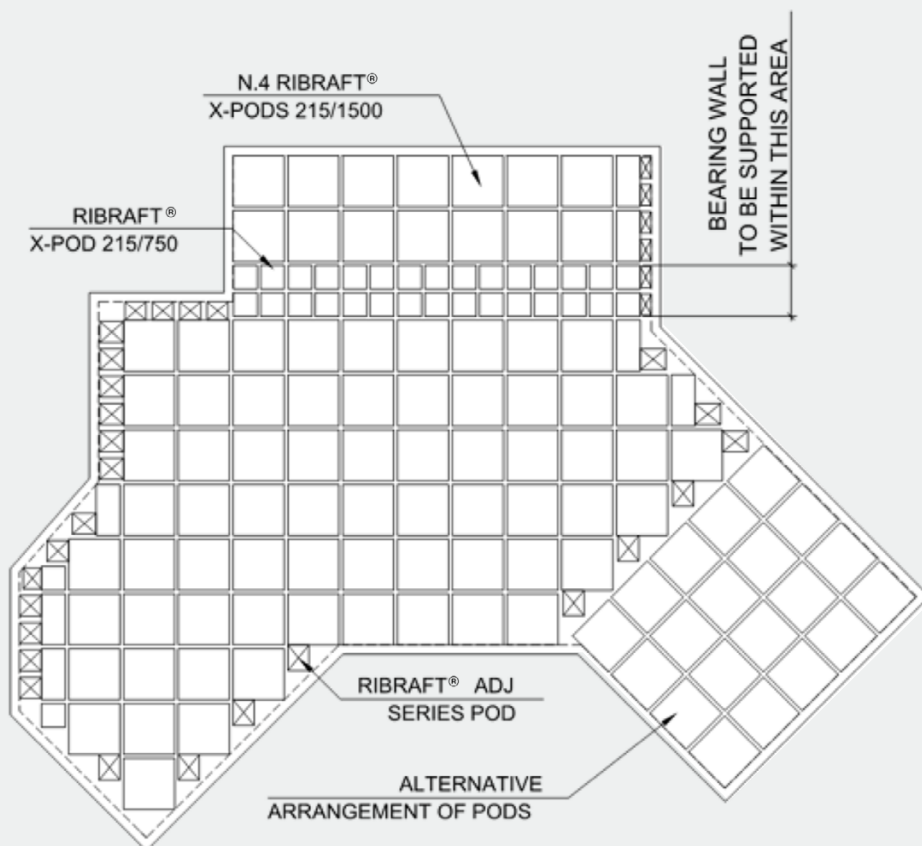 N.4 RIBRAFT®
X-PODS 215/1500
BEARING WALL
TO BE SUPPORTED
WITHIN THIS AREA
RIBRAFT®
X-POD 215/750
RIBRAFT® ADJ
SERIES POD
ALTERNATIVE
ARRANGEMENT OF PODS